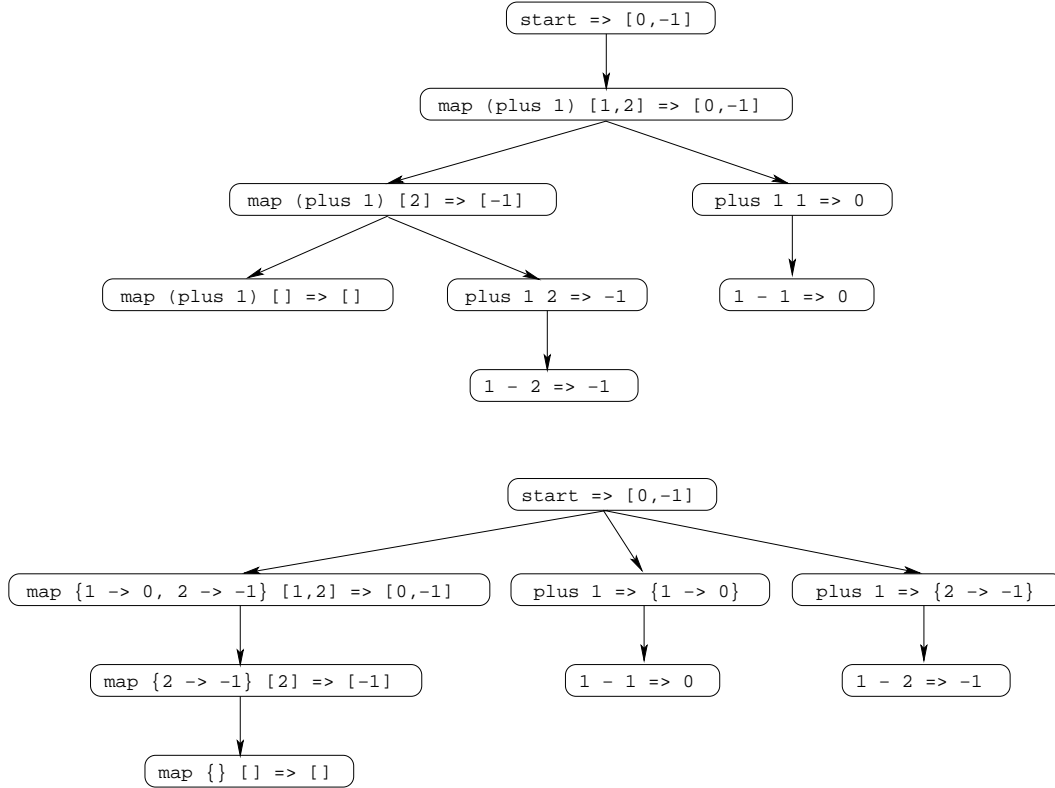 start => [0,-1]
map (plus 1) [1,2] => [0,-1]
map (plus 1) [2] => [-1]
plus 1 1 => 0
map (plus 1) [] => []
plus 1 2 => -1
1 - 1 => 0
1 - 2 => -1
start => [0,-1]
map {1 -> 0, 2 -> -1} [1,2] => [0,-1]
plus 1 => {1 -> 0}
plus 1 => {2 -> -1}
map {2 -> -1} [2] => [-1]
1 - 1 => 0
1 - 2 => -1
map {} [] => []